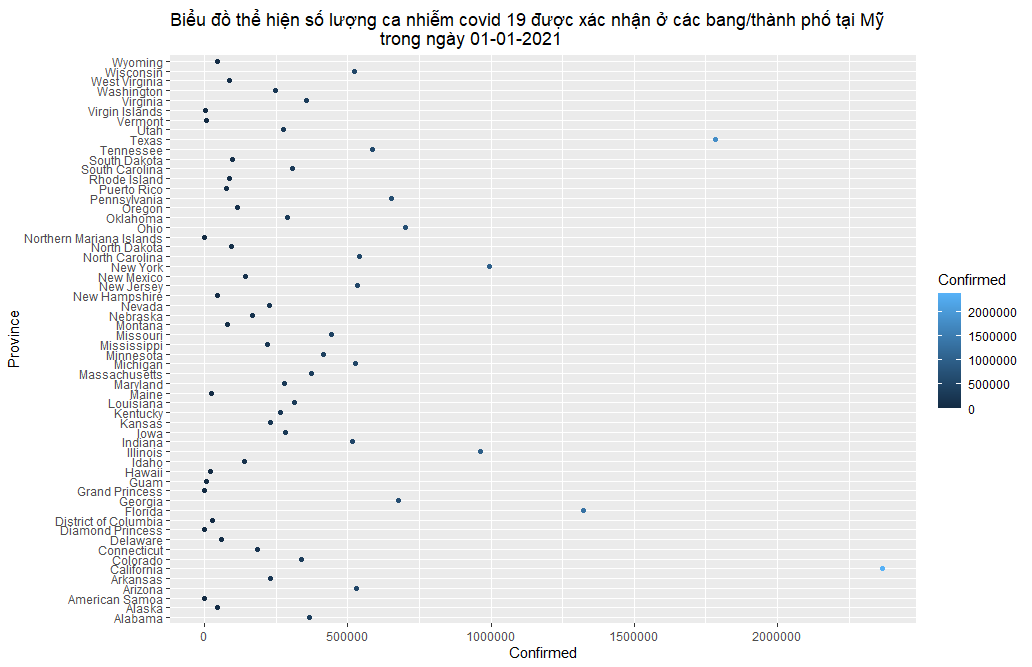 Biểu đồ thể hiện số lượng ca nhiễm covid 19 được xác nhận ở các bang/thành phố tại Mỹ
trong ngày 01-01-2021
Province
Wyoming
Wisconsin
West Virginia
Washington
Virginia
Virgin Islands
Vermont
Utah
Texas
Tennessee
South Dakota
South Carolina
Rhode Island
Puerto Rico
Pennsylvania
Oregon
Oklahoma
Ohio
Northern Mariana Islands
North Dakota
North Carolina
New York
New Mexico
New Jersey
New Hampshire
Nevada
Nebraska
Montana
Missouri
Mississippi
Minnesota
Michigan
Massachusetts
Maryland
Maine
Louisiana
Kentucky
Kansas
Iowa
Indiana
Illinois
Idaho
Hawaii
Guam
Grand Princess
Georgia
Florida
District of Columbia
Diamond Princess
Delaware
Connecticut
Colorado
California
Arkansas
Arizona
American Samoa
Alaska
Alabama
0 500000 1000000 1500000 2000000
Confirmed
Confirmed
2000000
1500000
1000000
500000
0